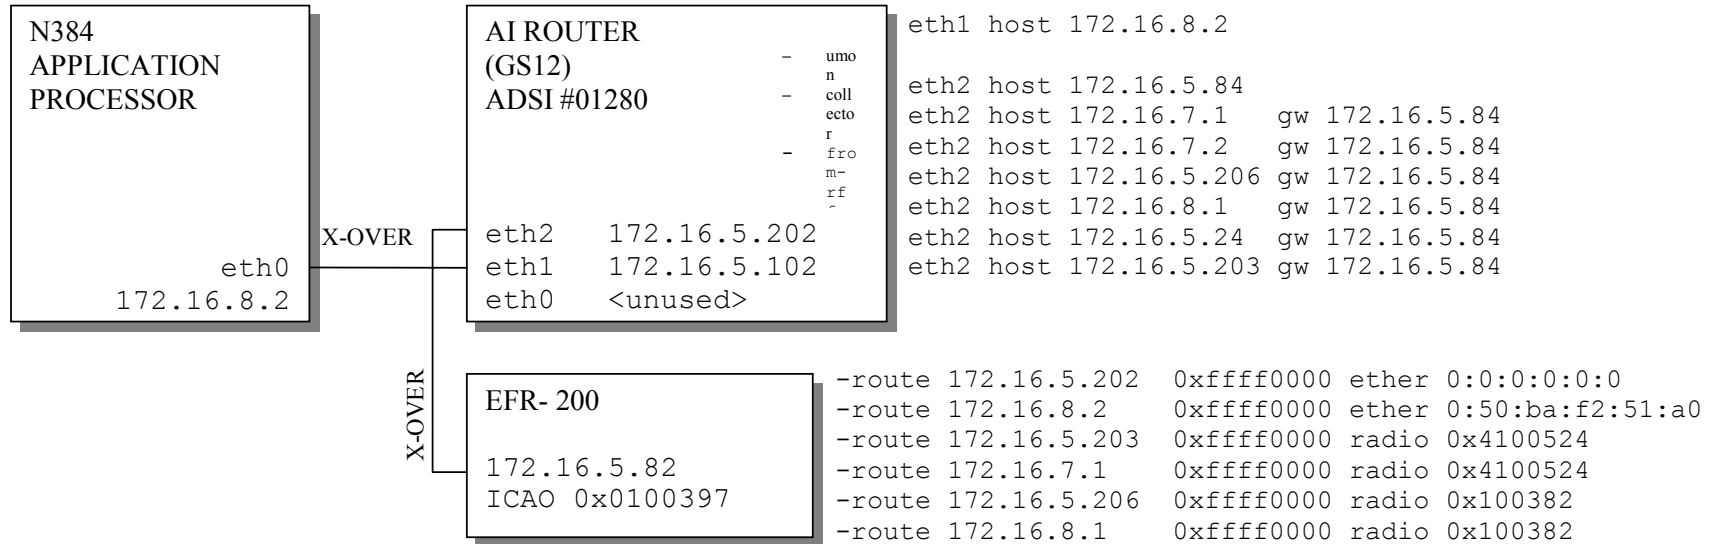 N384
APPLICATION
PROCESSOR
eth0
172.16.8.2
X-OVER
AI ROUTER
(GS12)
ADSI #01280
– umo
n
– coll
ecto
r
– fro
m-
rf
eth2 172.16.5.202
eth1 172.16.5.102
eth0 <unused>
eth1 host 172.16.8.2
eth2 host 172.16.5.84
eth2 host 172.16.7.1 gw 172.16.5.84
eth2 host 172.16.7.2 gw 172.16.5.84
eth2 host 172.16.5.206 gw 172.16.5.84
eth2 host 172.16.8.1 gw 172.16.5.84
eth2 host 172.16.5.24 gw 172.16.5.84
eth2 host 172.16.5.203 gw 172.16.5.84
X-OVER
EFR- 200
172.16.5.82
ICAO 0x0100397
-route 172.16.5.202 0xffff0000 ether 0:0:0:0:0:0
-route 172.16.8.2 0xffff0000 ether 0:50:ba:f2:51:a0
-route 172.16.5.203 0xffff0000 radio 0x4100524
-route 172.16.7.1 0xffff0000 radio 0x4100524
-route 172.16.5.206 0xffff0000 radio 0x100382
-route 172.16.8.1 0xffff0000 radio 0x100382